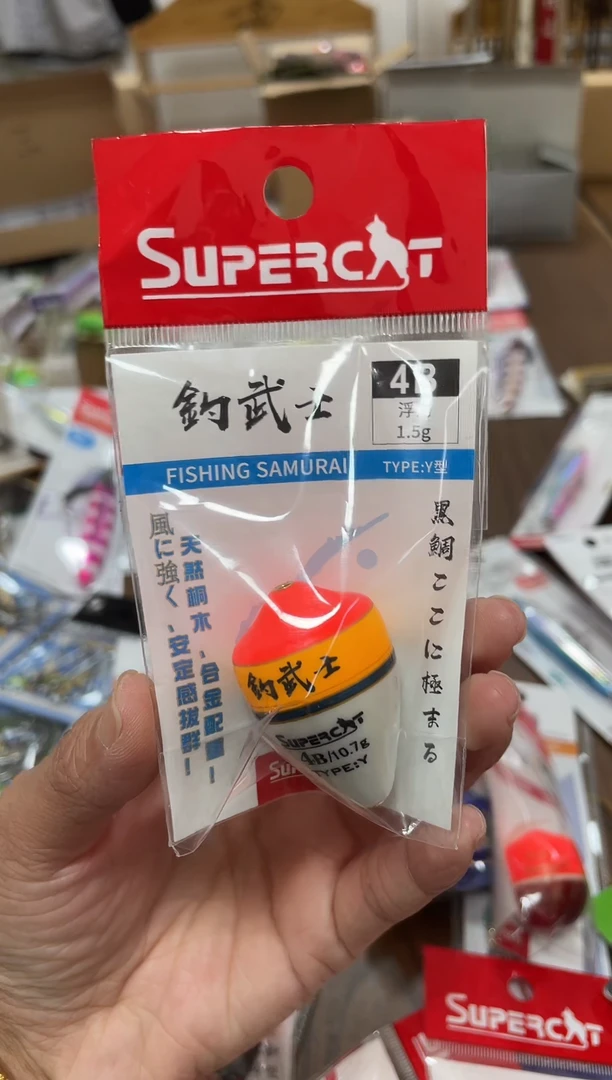 SUPERCAT
釣武士
4B
浮力
1.5g
FISHING SAMURAI
TYPE:Y型
黒鯛ここに極まる
天然桐木、合金配重!
風に強く、安定感抜群!
釣武士
SUPERCAT
4B/10.7g
TYPE:Y
SUPERCAT